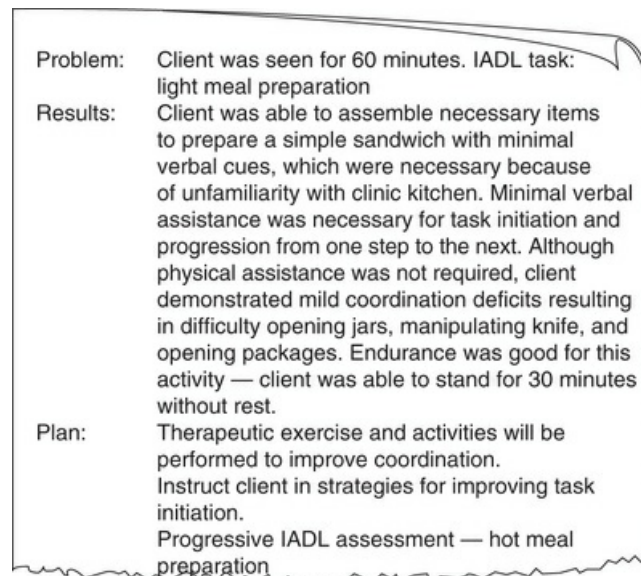 Problem: Client was seen for 60 minutes. IADL task:
light meal preparation
Results: Client was able to assemble necessary items
to prepare a simple sandwich with minimal
verbal cues, which were necessary because
of unfamiliarity with clinic kitchen. Minimal verbal
assistance was necessary for task initiation and
progression from one step to the next. Although
physical assistance was not required, client
demonstrated mild coordination deficits resulting
in difficulty opening jars, manipulating knife, and
opening packages. Endurance was good for this
activity — client was able to stand for 30 minutes
without rest.
Plan: Therapeutic exercise and activities will be
performed to improve coordination.
Instruct client in strategies for improving task
initiation.
Progressive IADL assessment — hot meal
preparation